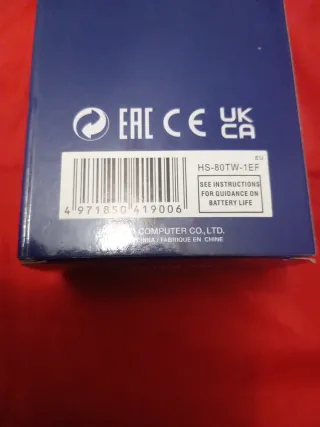 EAC CE UK
CA
EU
HS-80TW-1EF
SEE INSTRUCTIONS
FOR GUIDANCE ON
BATTERY LIFE
4 971850 419006
COMPUTER CO., LTD.
/ FABRIQUE EN CHINE